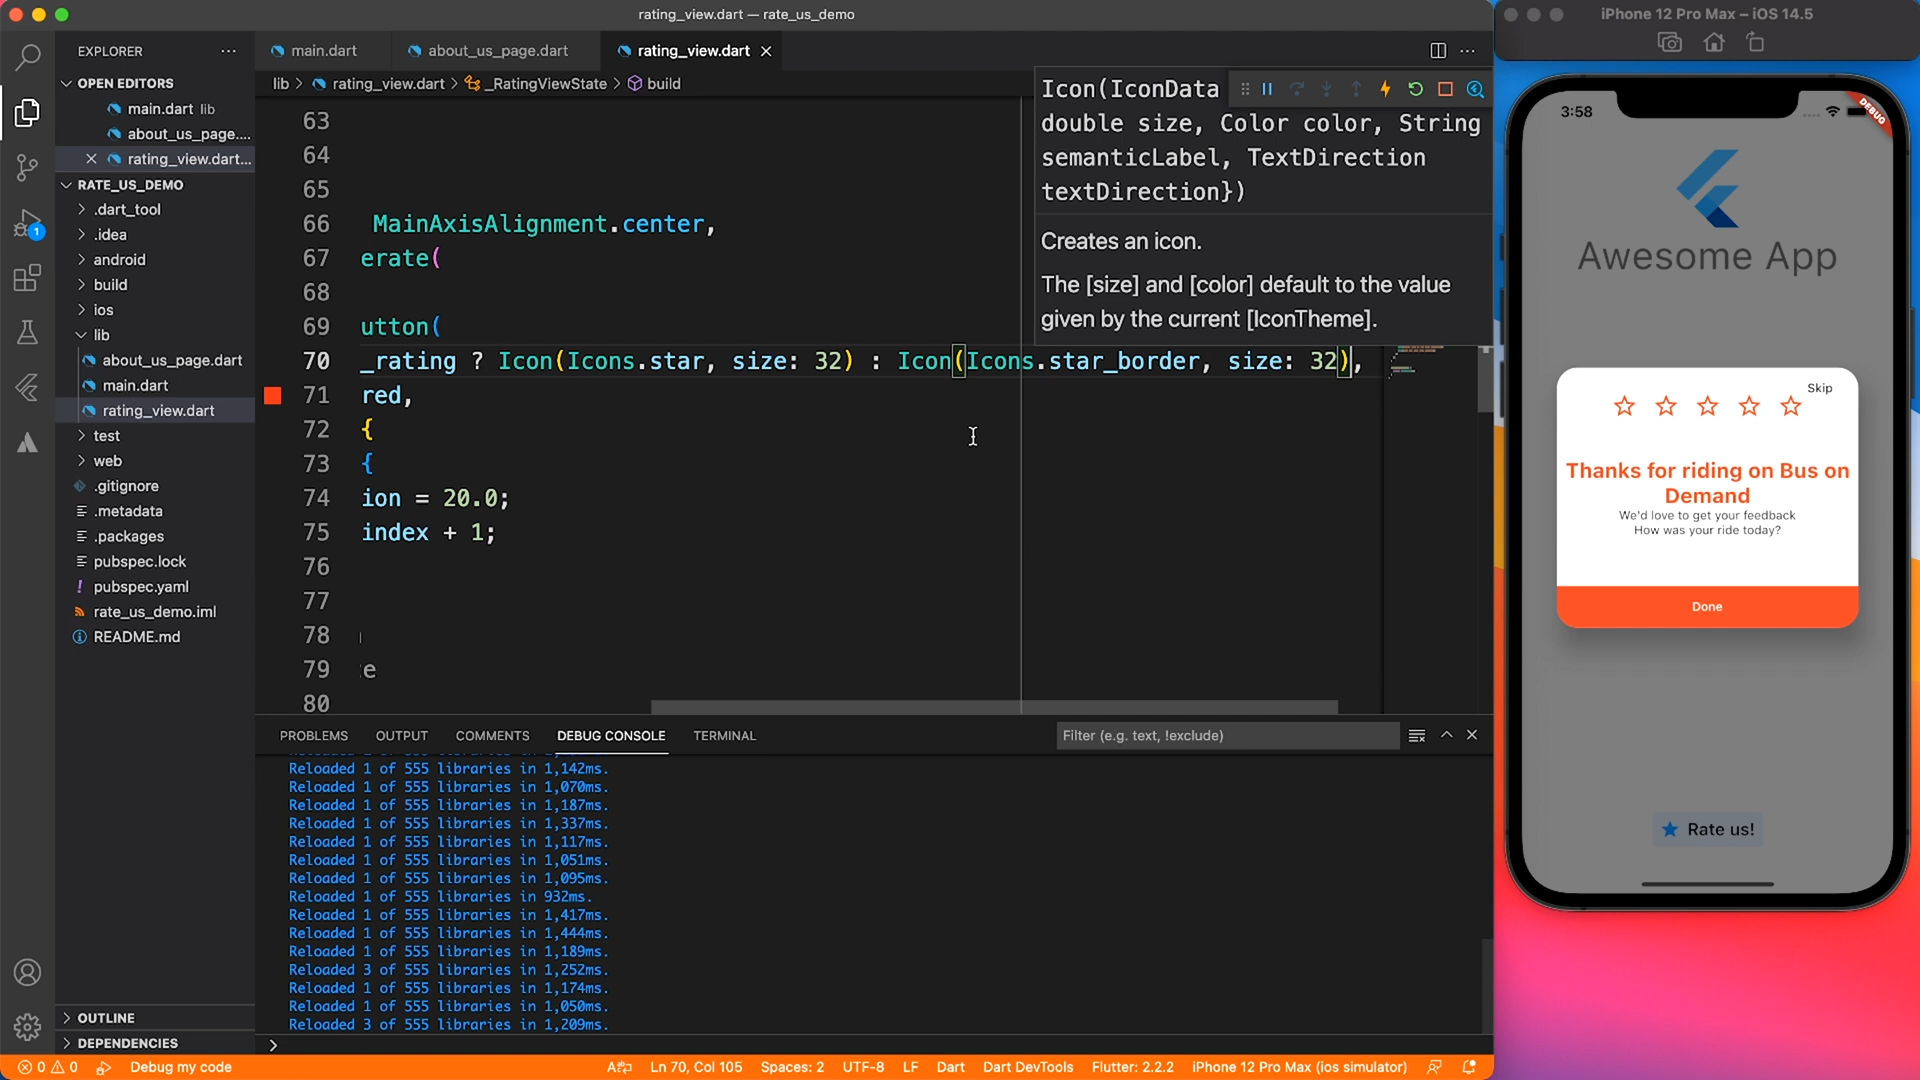 rating_view.dart — rate_us_demo
EXPLORER
main.dart
about_us_page.dart
rating_view.dart
lib > rating_view.dart > _RatingViewState > build
OPEN EDITORS
main.dart lib
about_us_page....
rating_view.dart...
RATE_US_DEMO
.dart_tool
.idea
android
build
ios
lib
about_us_page.dart
main.dart
rating_view.dart
test
web
.gitignore
.metadata
.packages
pubspec.lock
pubspec.yaml
rate_us_demo.iml
README.md
OUTLINE
DEPENDENCIES
63
64
65
66 MainAxisAlignment.center,
67 erate(
68
69 utton(
70 _rating ? Icon(Icons.star, size: 32) : Icon(Icons.star_border, size: 32),
71 red,
72 {
73 {
74 ion = 20.0;
75 index + 1;
76
77
78
79 :e
80
Icon(IconData
double size, Color color, String
semanticLabel, TextDirection
textDirection})
Creates an icon.
The [size] and [color] default to the value
given by the current [IconTheme].
PROBLEMS OUTPUT COMMENTS DEBUG CONSOLE TERMINAL
Filter (e.g. text, !exclude)
Reloaded 1 of 555 libraries in 1,142ms.
Reloaded 1 of 555 libraries in 1,070ms.
Reloaded 1 of 555 libraries in 1,187ms.
Reloaded 1 of 555 libraries in 1,337ms.
Reloaded 1 of 555 libraries in 1,117ms.
Reloaded 1 of 555 libraries in 1,051ms.
Reloaded 1 of 555 libraries in 1,095ms.
Reloaded 1 of 555 libraries in 932ms.
Reloaded 1 of 555 libraries in 1,417ms.
Reloaded 1 of 555 libraries in 1,444ms.
Reloaded 1 of 555 libraries in 1,189ms.
Reloaded 3 of 555 libraries in 1,252ms.
Reloaded 1 of 555 libraries in 1,174ms.
Reloaded 1 of 555 libraries in 1,050ms.
Reloaded 3 of 555 libraries in 1,209ms.
1
0 0 Debug my code
Ln 70, Col 105 Spaces: 2 UTF-8 LF Dart Dart DevTools Flutter: 2.2.2 iPhone 12 Pro Max (ios simulator)
iPhone 12 Pro Max – iOS 14.5
3:58
DEBUG
Awesome App
Skip
Thanks for riding on Bus on
Demand
We'd love to get your feedback
How was your ride today?
Done
Rate us!